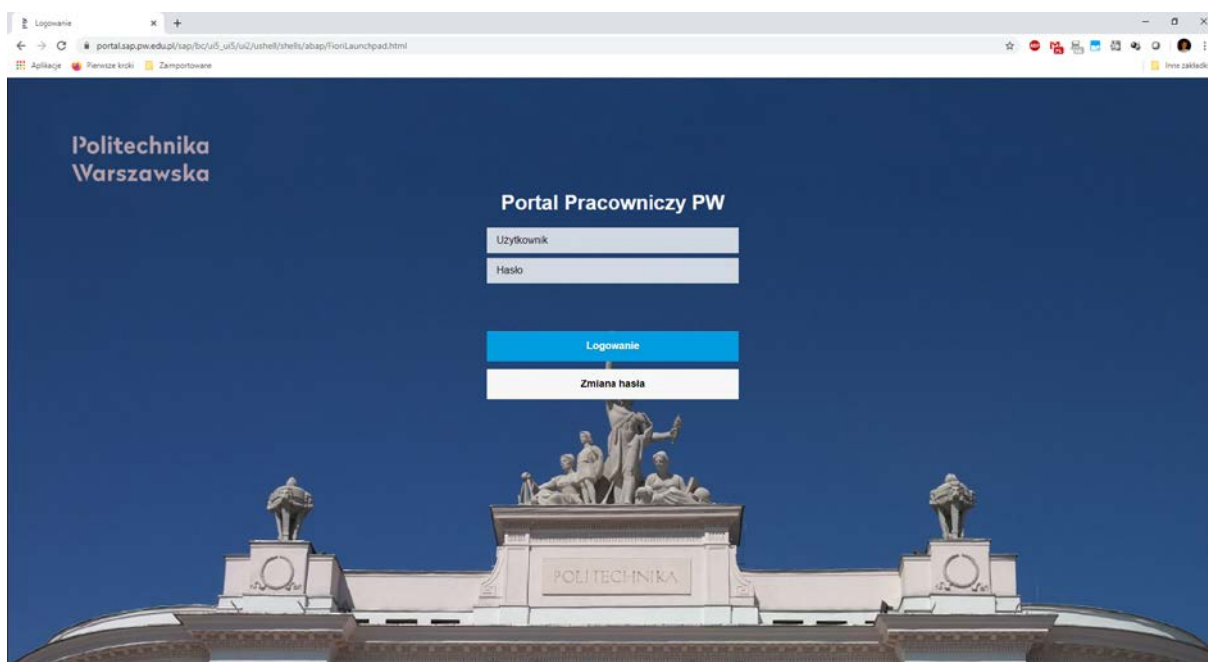 Logowanie
portal.sap.pw.edu.pl/sap/bc/ui5_ui5/ui2/ushell/shells/abap/FioriLaunchpad.html
Aplikacje Pierwsze kroki Zaimportowane
Inne zakładk
Politechnika
Warszawska
Portal Pracowniczy PW
Użytkownik
Hasło
Logowanie
Zmiana hasła
POLITECHNIKA